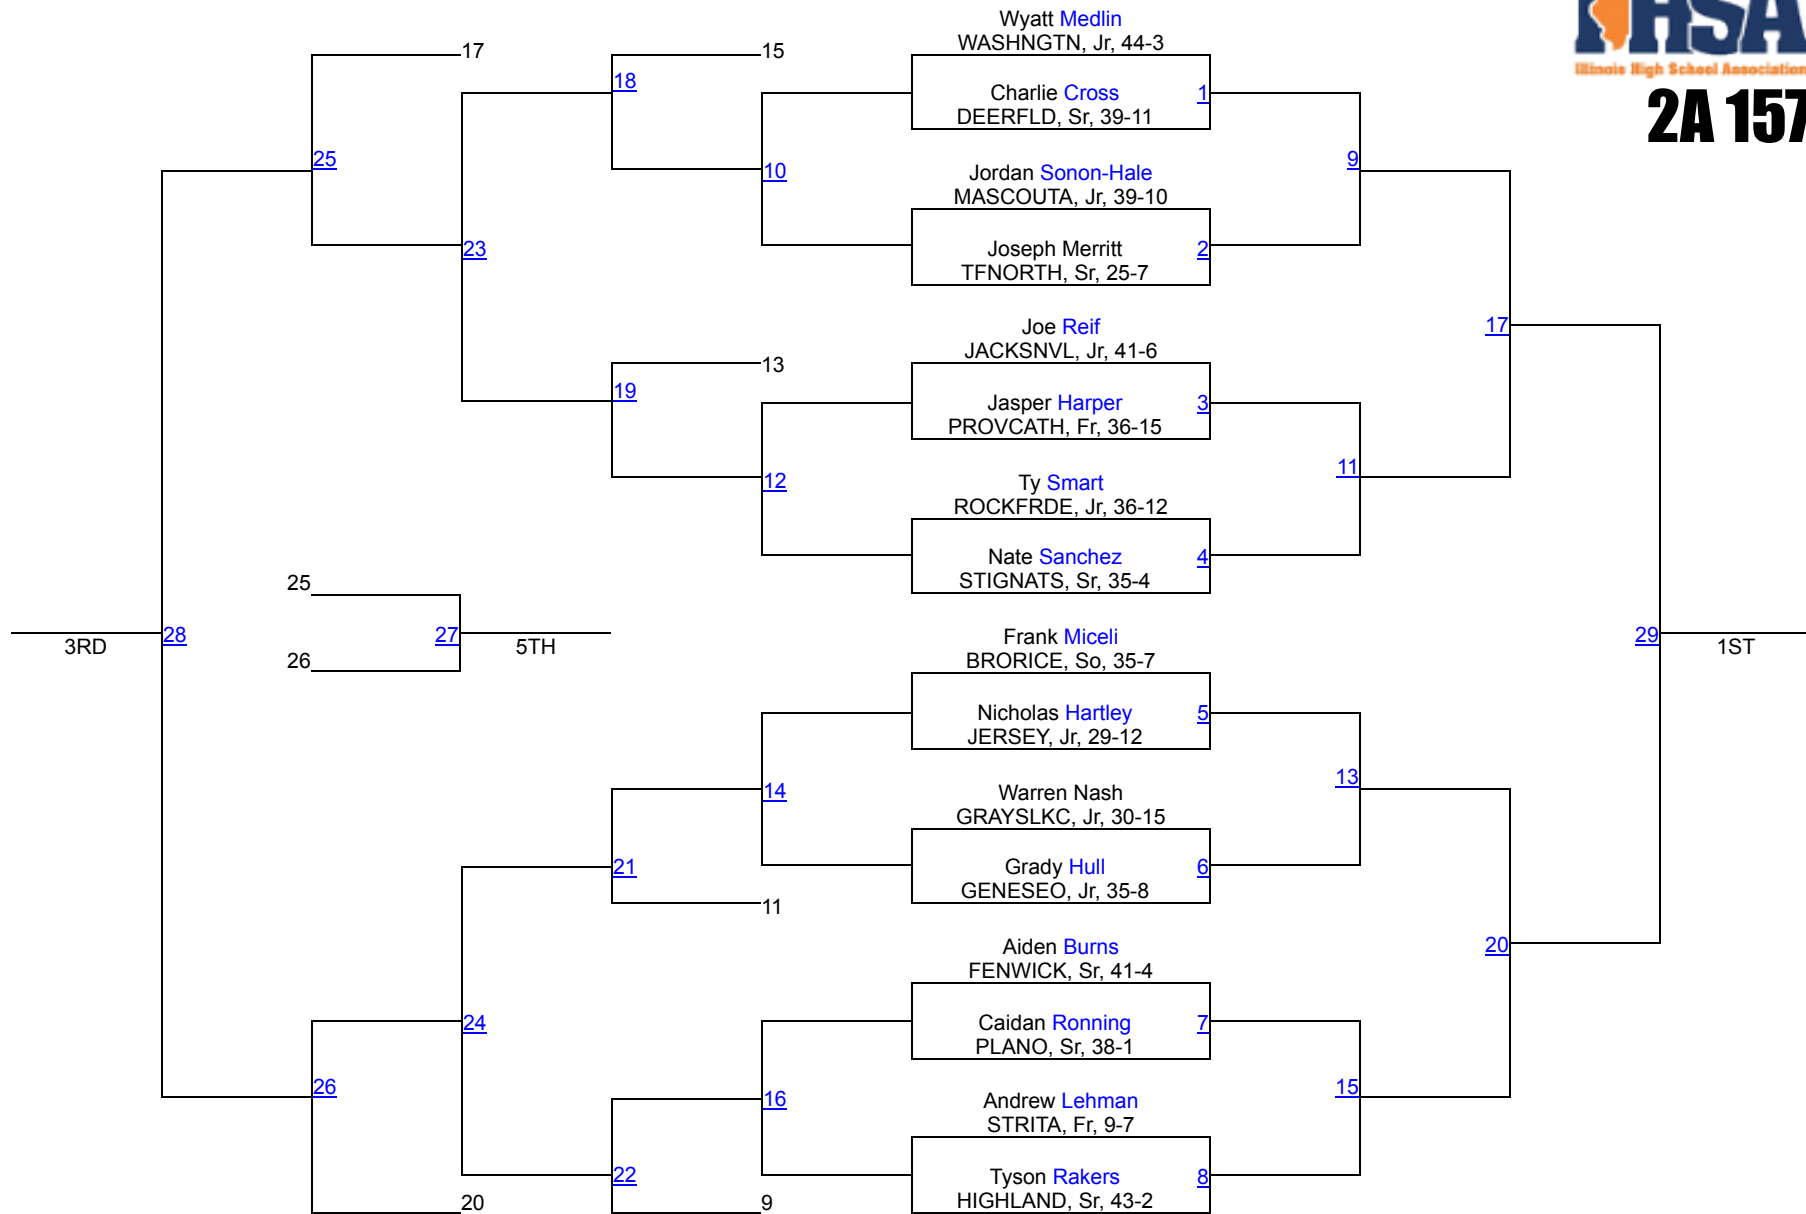 IHSA
Illinois High School Association
2A 157
Wyatt Medlin
WASHNGTN, Jr, 44-3
Charlie Cross
DEERFLD, Sr, 39-11
1
Jordan Sonon-Hale
MASCOUTA, Jr, 39-10
Joseph Merritt
TFNORTH, Sr, 25-7
2
Joe Reif
JACKSNVL, Jr, 41-6
Jasper Harper
PROVCATH, Fr, 36-15
3
Ty Smart
ROCKFRDE, Jr, 36-12
Nate Sanchez
STIGNATS, Sr, 35-4
4
Frank Miceli
BRORICE, So, 35-7
Nicholas Hartley
JERSEY, Jr, 29-12
5
Warren Nash
GRAYSLKC, Jr, 30-15
Grady Hull
GENESEO, Jr, 35-8
6
Aiden Burns
FENWICK, Sr, 41-4
Caidan Ronning
PLANO, Sr, 38-1
7
Andrew Lehman
STRITA, Fr, 9-7
Tyson Rakers
HIGHLAND, Sr, 43-2
8
9
11
13
15
17
20
29
1ST
15
10
18
13
12
19
14
21
11
16
22
9
17
23
25
24
26
20
28
3RD
25
26
27
5TH